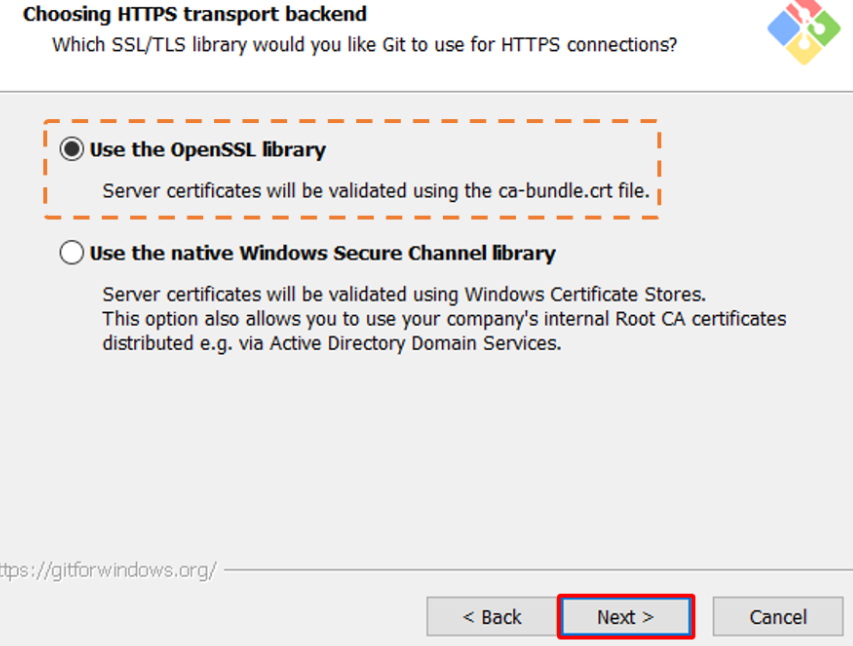 Choosing HTTPS transport backend
Which SSL/TLS library would you like Git to use for HTTPS connections?
Use the OpenSSL library
Server certificates will be validated using the ca-bundle.crt file.
Use the native Windows Secure Channel library
Server certificates will be validated using Windows Certificate Stores.
This option also allows you to use your company's internal Root CA certificates
distributed e.g. via Active Directory Domain Services.
ttps://gitforwindows.org/
< Back
Next >
Cancel